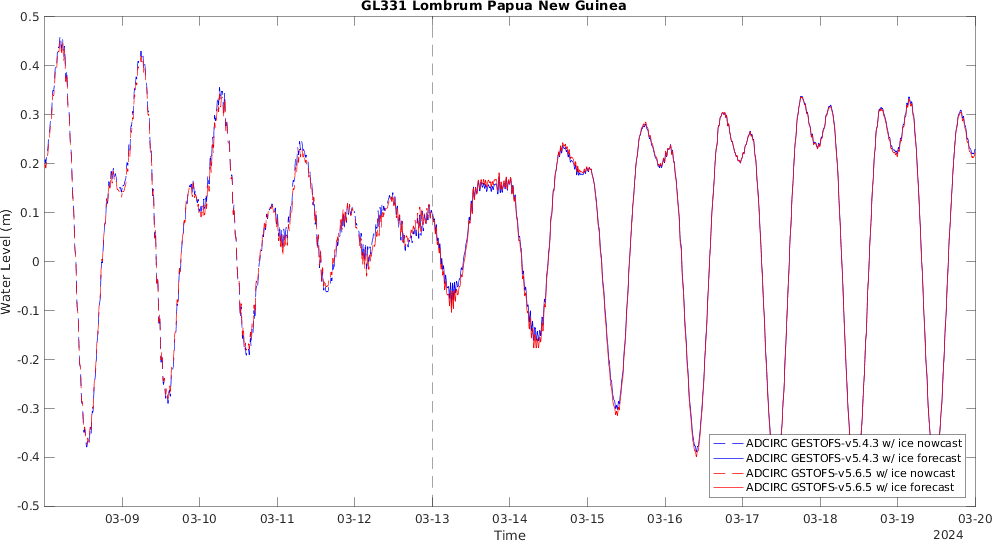 GL331 Lombrum Papua New Guinea
0.5
0.4
0.3
0.2
0.1
0
-0.1
-0.2
-0.3
-0.4
-0.5
Water Level (m)
ADCIRC GESTOFS-v5.4.3 w/ ice nowcast
ADCIRC GESTOFS-v5.4.3 w/ ice forecast
ADCIRC GSTOFS-v5.6.5 w/ ice nowcast
ADCIRC GSTOFS-v5.6.5 w/ ice forecast
03-09 03-10 03-11 03-12 03-13 03-14 03-15 03-16 03-17 03-18 03-19 03-20
Time
2024